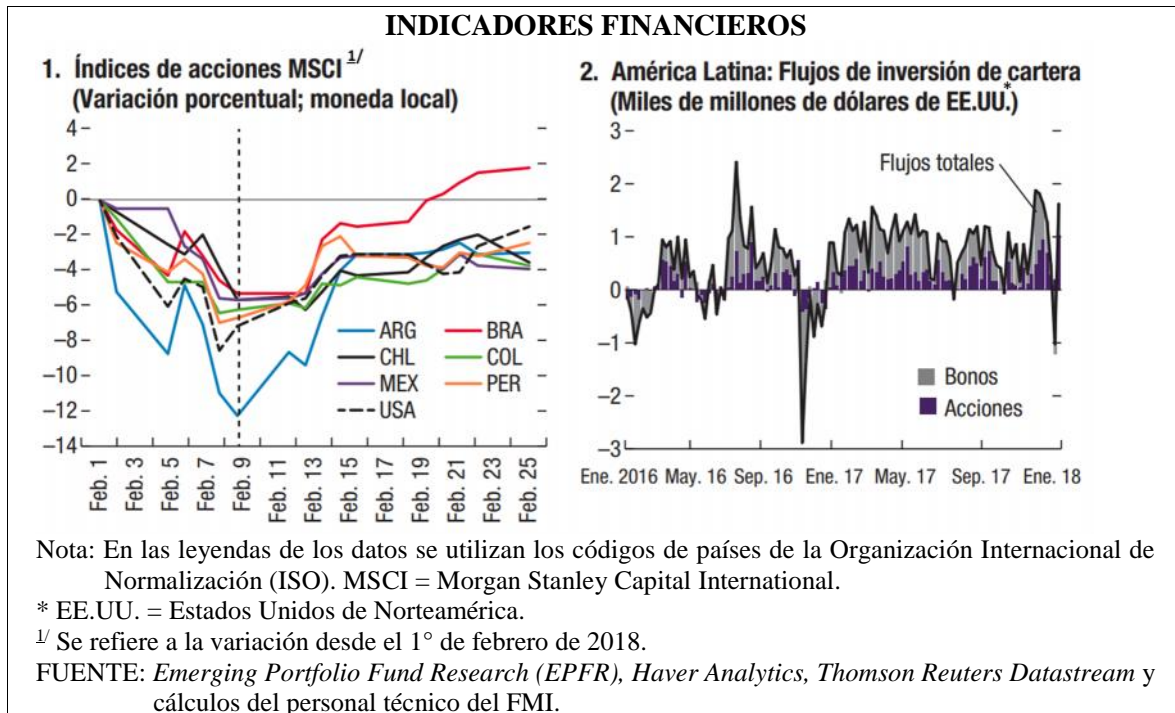 INDICADORES FINANCIEROS
1. Índices de acciones MSCI 1/
(Variación porcentual; moneda local)
4
2
0
–2
–4
–6
–8
–10
–12
–14
ARG
BRA
CHL
COL
MEX
PER
USA
Feb. 1
Feb. 3
Feb. 5
Feb. 7
Feb. 9
Feb. 11
Feb. 13
Feb. 15
Feb. 17
Feb. 19
Feb. 21
Feb. 23
Feb. 25
2. América Latina: Flujos de inversión de cartera
(Miles de millones de dólares de EE.UU.*)
3
2
1
0
–1
–2
–3
Flujos totales
Bonos
Acciones
Ene. 2016 May. 16 Sep. 16 Ene. 17 May. 17 Sep. 17 Ene. 18
Nota: En las leyendas de los datos se utilizan los códigos de países de la Organización Internacional de
Normalización (ISO). MSCI = Morgan Stanley Capital International.
* EE.UU. = Estados Unidos de Norteamérica.
1/ Se refiere a la variación desde el 1° de febrero de 2018.
FUENTE: Emerging Portfolio Fund Research (EPFR), Haver Analytics, Thomson Reuters Datastream y
cálculos del personal técnico del FMI.